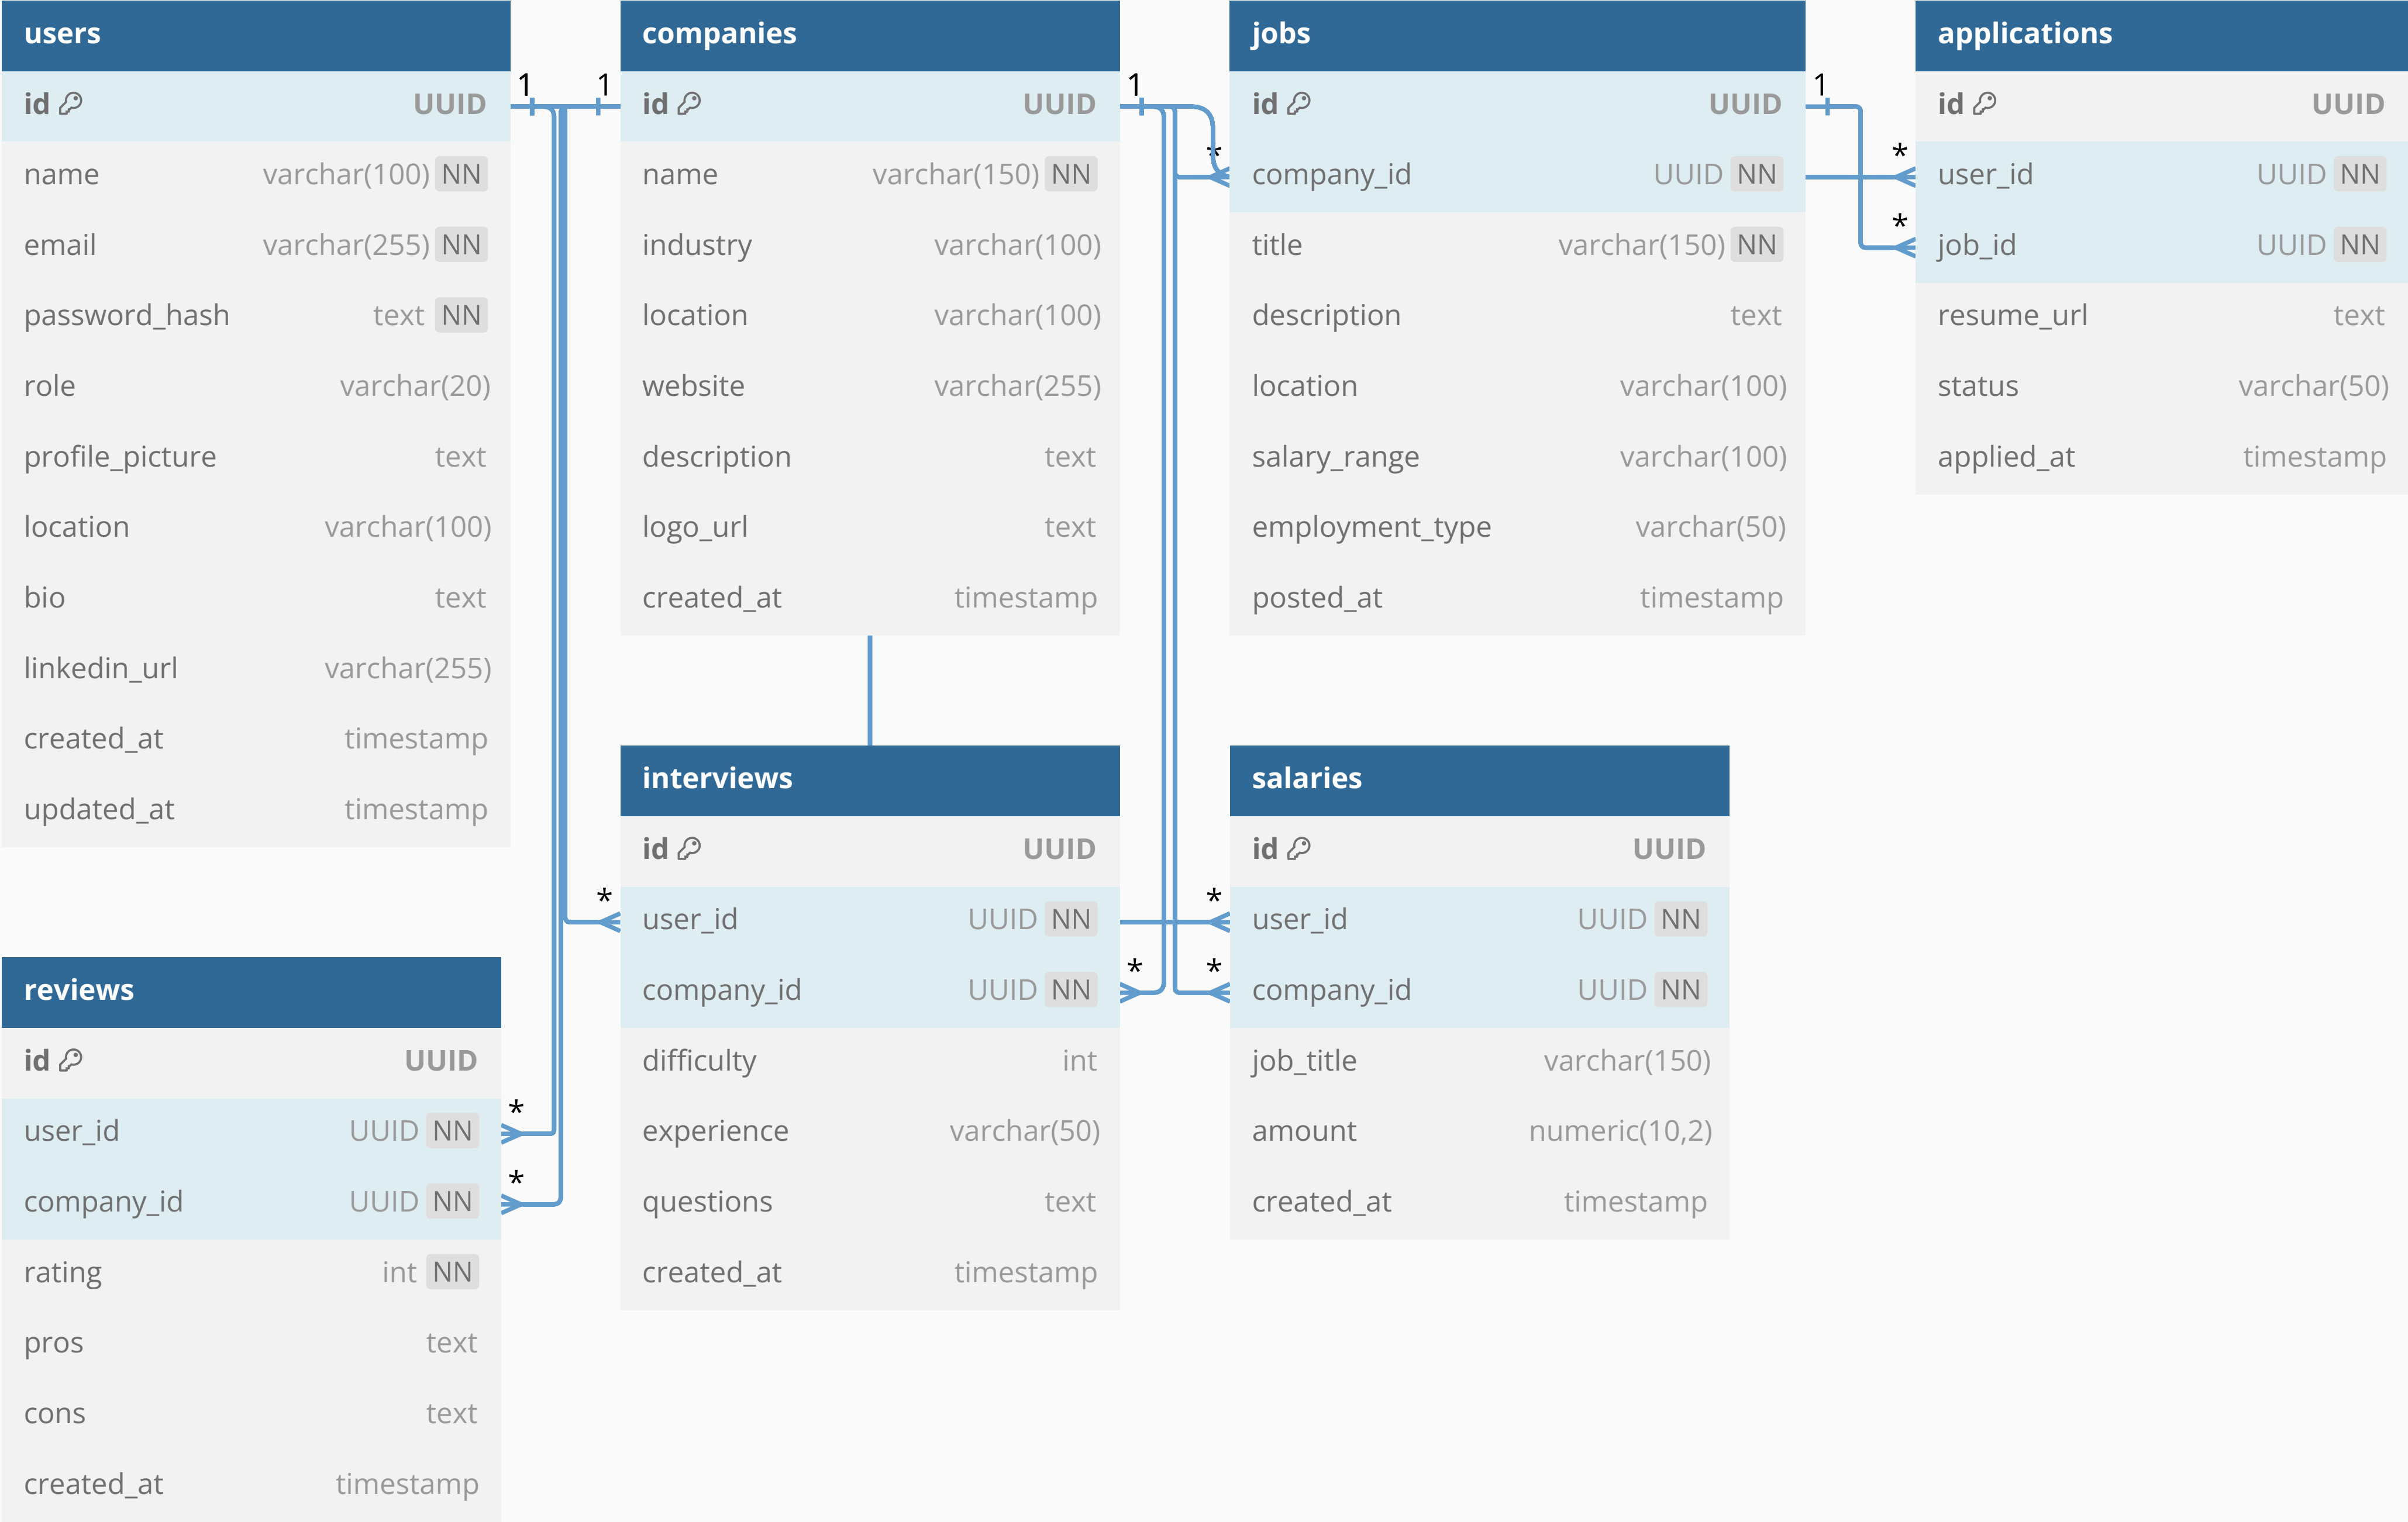 users
1
id UUID
name varchar(100) NN
email varchar(255) NN
password_hash text NN
role varchar(20)
profile_picture text
location varchar(100)
bio text
linkedin_url varchar(255)
created_at timestamp
updated_at timestamp
1
companies
1
id UUID
name varchar(150) NN
industry varchar(100)
location varchar(100)
website varchar(255)
description text
logo_url text
created_at timestamp
*
jobs
1
id UUID
company_id UUID NN
title varchar(150) NN
description text
location varchar(100)
salary_range varchar(100)
employment_type varchar(50)
posted_at timestamp
*
*
applications
id UUID
user_id UUID NN
job_id UUID NN
resume_url text
status varchar(50)
applied_at timestamp
reviews
id UUID
*
user_id UUID NN
*
company_id UUID NN
rating int NN
pros text
cons text
created_at timestamp
interviews
id UUID
*
user_id UUID NN
*
company_id UUID NN
difficulty int
experience varchar(50)
questions text
created_at timestamp
salaries
id UUID
*
user_id UUID NN
*
company_id UUID NN
job_title varchar(150)
amount numeric(10,2)
created_at timestamp